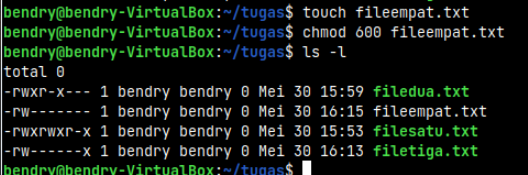 bendry@bendry-VirtualBox:~/tugas$ touch fileempat.txt
bendry@bendry-VirtualBox:~/tugas$ chmod 600 fileempat.txt
bendry@bendry-VirtualBox:~/tugas$ ls -l
total 0
-rwxr-x--- 1 bendry bendry 0 Mei 30 15:59 filedua.txt
-rw------- 1 bendry bendry 0 Mei 30 16:15 fileempat.txt
-rwxrwxr-x 1 bendry bendry 0 Mei 30 15:53 filesatu.txt
-rw------x 1 bendry bendry 0 Mei 30 16:13 filetiga.txt
bendry@bendry-VirtualBox:~/tugas$